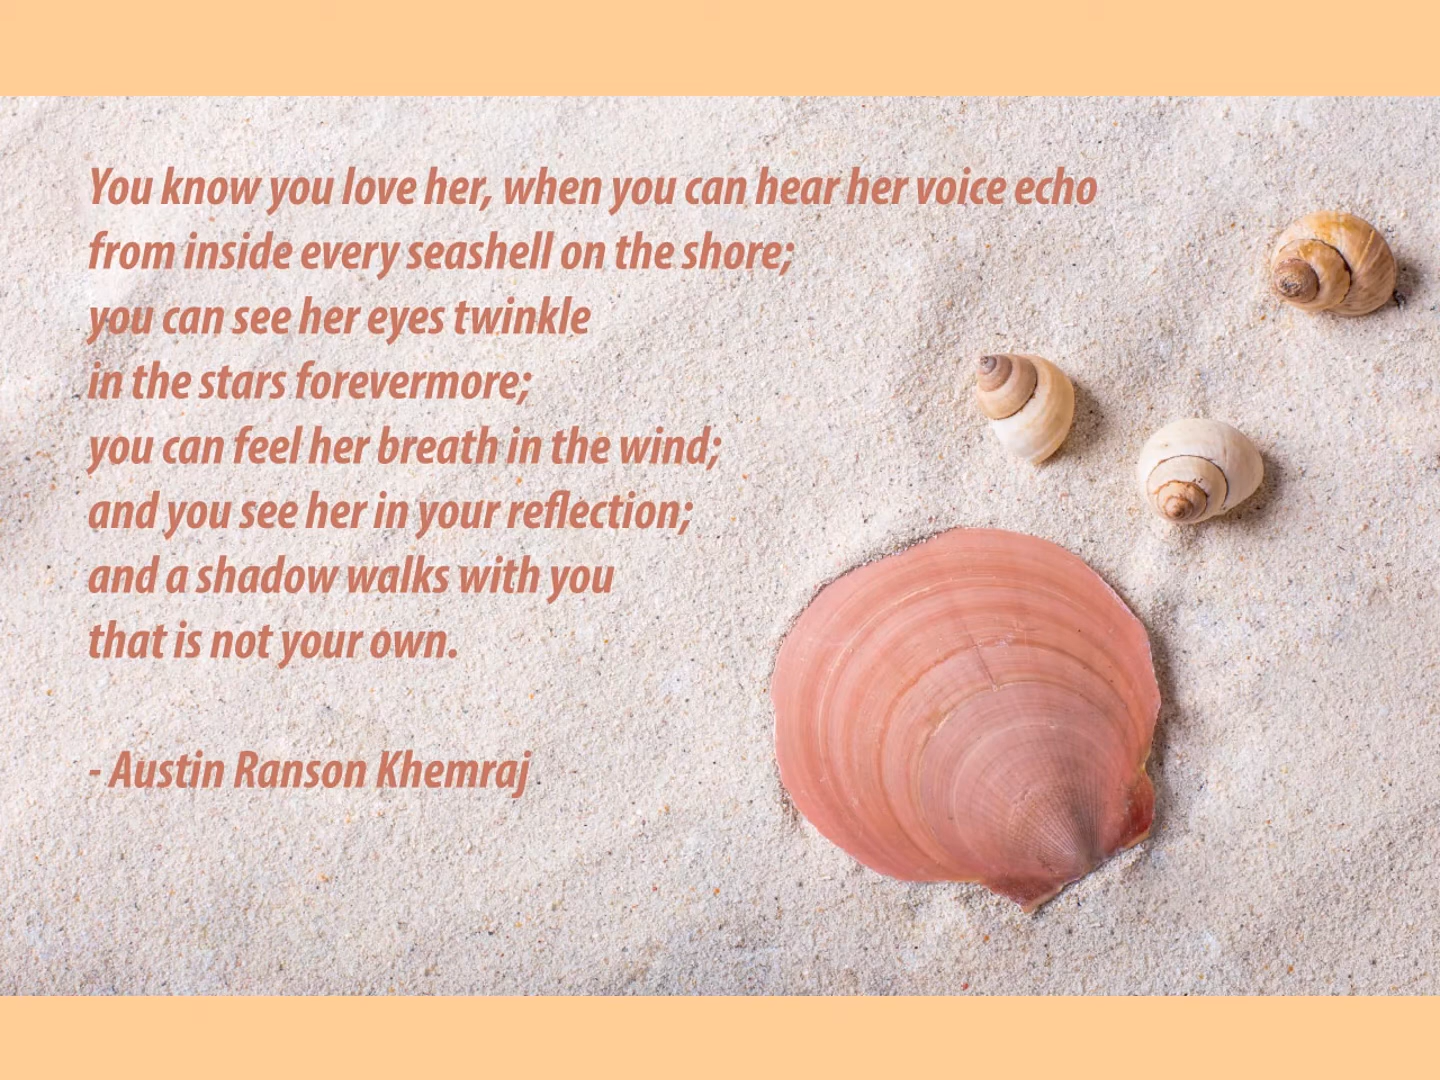 You know you love her, when you can hear her voice echo
from inside every seashell on the shore;
you can see her eyes twinkle
in the stars forevermore;
you can feel her breath in the wind;
and you see her in your reflection;
and a shadow walks with you
that is not your own.
- Austin Ranson Khemraj